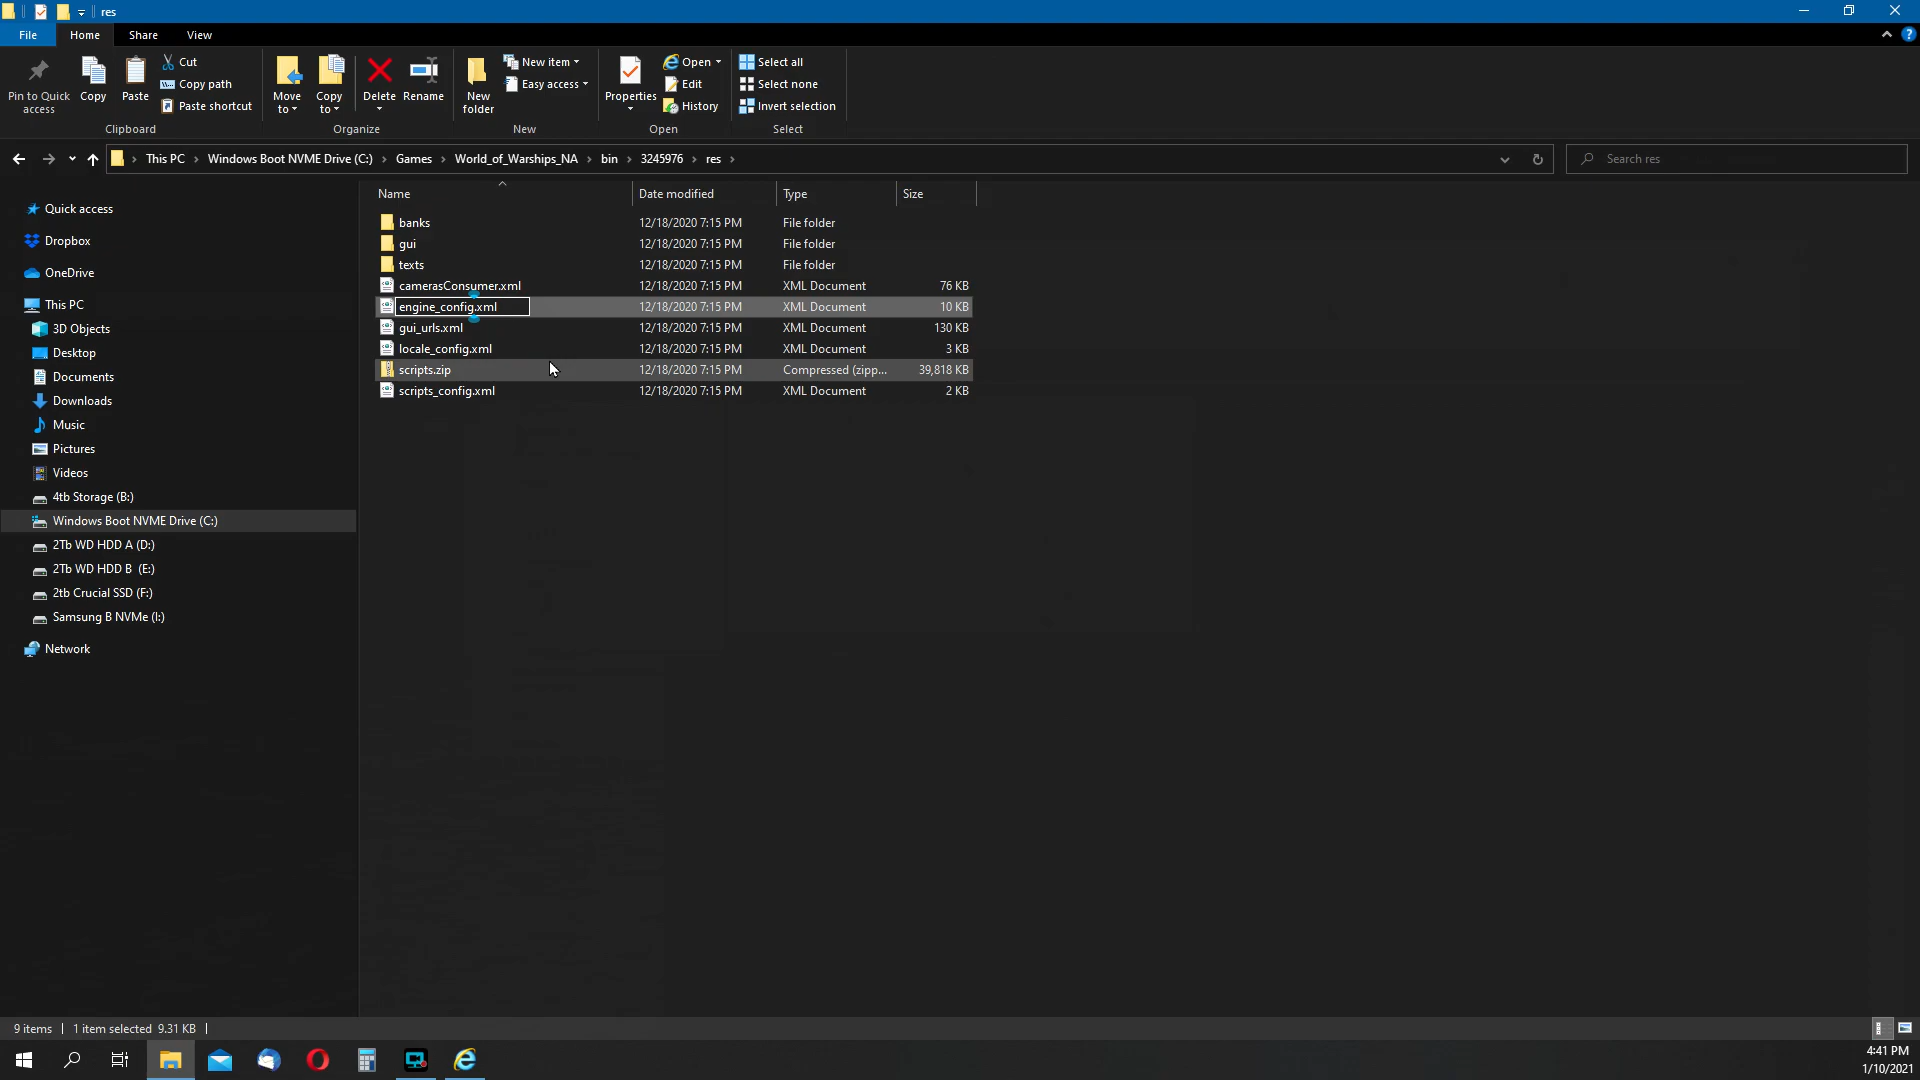 res
File Home Share View
Pin to Quick access
Copy
Paste
Cut
Copy path
Paste shortcut
Clipboard
Move to
Copy to
Delete
Rename
Organize
New folder
New item
Easy access
New
Properties
Open
Edit
History
Open
Select all
Select none
Invert selection
Select
This PC > Windows Boot NVME Drive (C:) > Games > World_of_Warships_NA > bin > 3245976 > res >
Search res
Quick access
Dropbox
OneDrive
This PC
3D Objects
Desktop
Documents
Downloads
Music
Pictures
Videos
4tb Storage (B:)
Windows Boot NVME Drive (C:)
2Tb WD HDD A (D:)
2Tb WD HDD B (E:)
2tb Crucial SSD (F:)
Samsung B NVMe (I:)
Network
Name Date modified Type Size
banks 12/18/2020 7:15 PM File folder
gui 12/18/2020 7:15 PM File folder
texts 12/18/2020 7:15 PM File folder
camerasConsumer.xml 12/18/2020 7:15 PM XML Document 76 KB
engine_config.xml 12/18/2020 7:15 PM XML Document 10 KB
gui_urls.xml 12/18/2020 7:15 PM XML Document 130 KB
locale_config.xml 12/18/2020 7:15 PM XML Document 3 KB
scripts.zip 12/18/2020 7:15 PM Compressed (zipp... 39,818 KB
scripts_config.xml 12/18/2020 7:15 PM XML Document 2 KB
9 items 1 item selected 9.31 KB
4:41 PM
1/10/2021